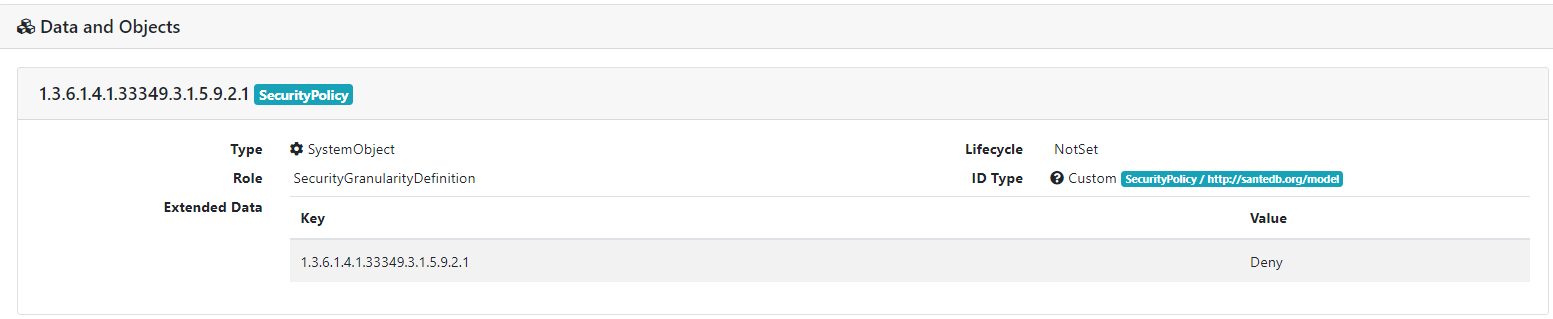 Data and Objects
1.3.6.1.4.1.33349.3.1.5.9.2.1 SecurityPolicy
Type SystemObject Lifecycle NotSet
Role SecurityGranularityDefinition ID Type Custom SecurityPolicy / http://santedb.org/model
Extended Data
Key Value
1.3.6.1.4.1.33349.3.1.5.9.2.1 Deny